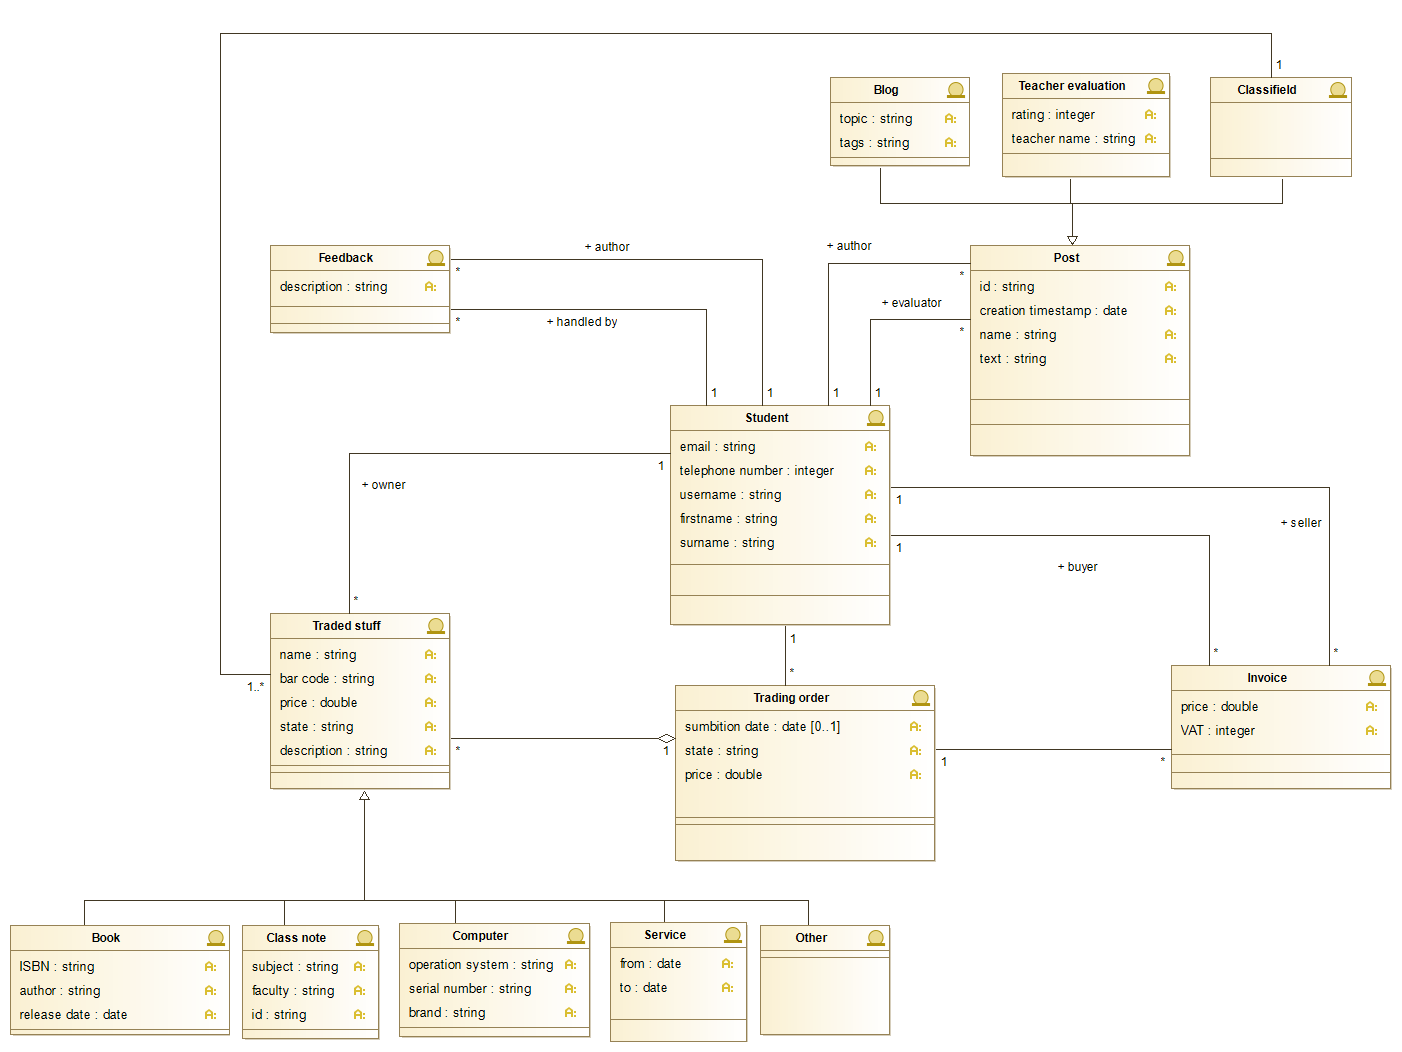 1
Blog
topic : string
tags : string
Teacher evaluation
rating : integer
teacher name : string
Classifield
Feedback
description : string
+ author
*
+ handled by
*
1
1
+ author
*
+ evaluator
*
1
1
Post
id : string
creation timestamp : date
name : string
text : string
Student
email : string
telephone number : integer
username : string
firstname : string
surname : string
1
+ owner
*
1
+ seller
1
+ buyer
*
*
1
*
Traded stuff
name : string
bar code : string
price : double
state : string
description : string
1..*
*
1
Trading order
sumbition date : date [0..1]
state : string
price : double
1
*
Invoice
price : double
VAT : integer
Book
ISBN : string
author : string
release date : date
Class note
subject : string
faculty : string
id : string
Computer
operation system : string
serial number : string
brand : string
Service
from : date
to : date
Other